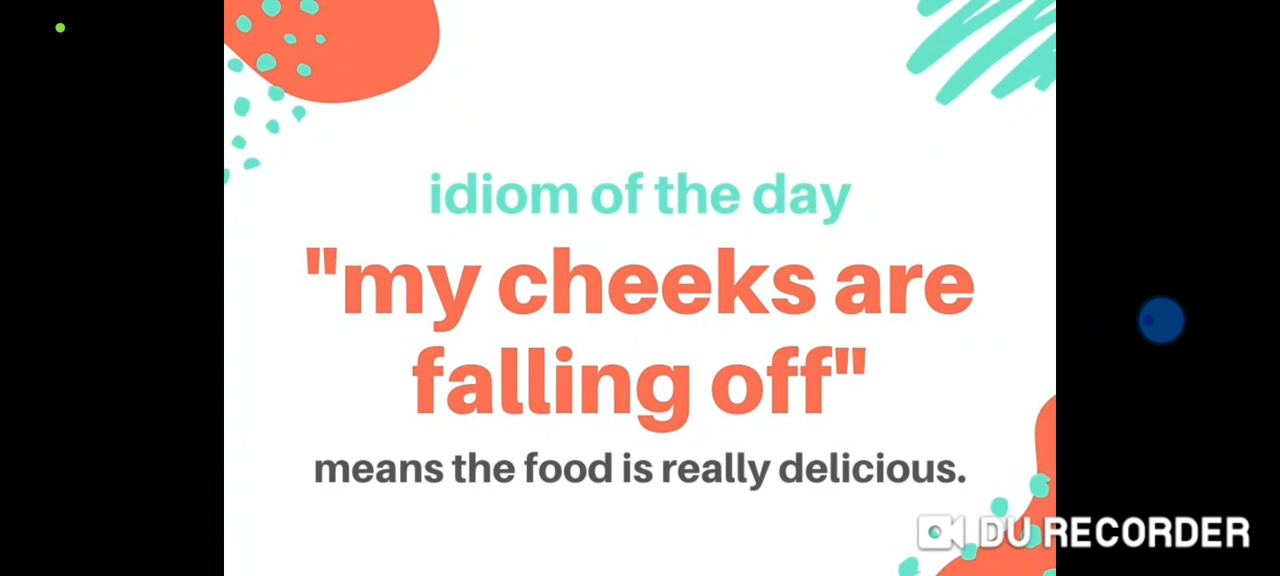 idiom of the day
"my cheeks are
falling off"
means the food is really delicious.
DU RECORDER